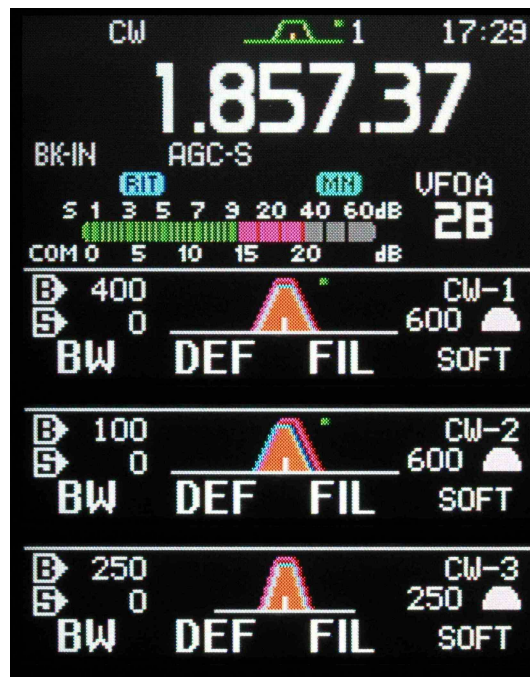 CW 1 17:29
1.857.37
BK-IN AGC-S
RIT MN VFOA
S 1 3 5 7 9 20 40 60dB 2B
COM 0 5 10 15 20 dB
B 400 CW-1
S 0 600
BW DEF FIL SOFT
B 100 CW-2
S 0 600
BW DEF FIL SOFT
B 250 CW-3
S 0 250
BW DEF FIL SOFT